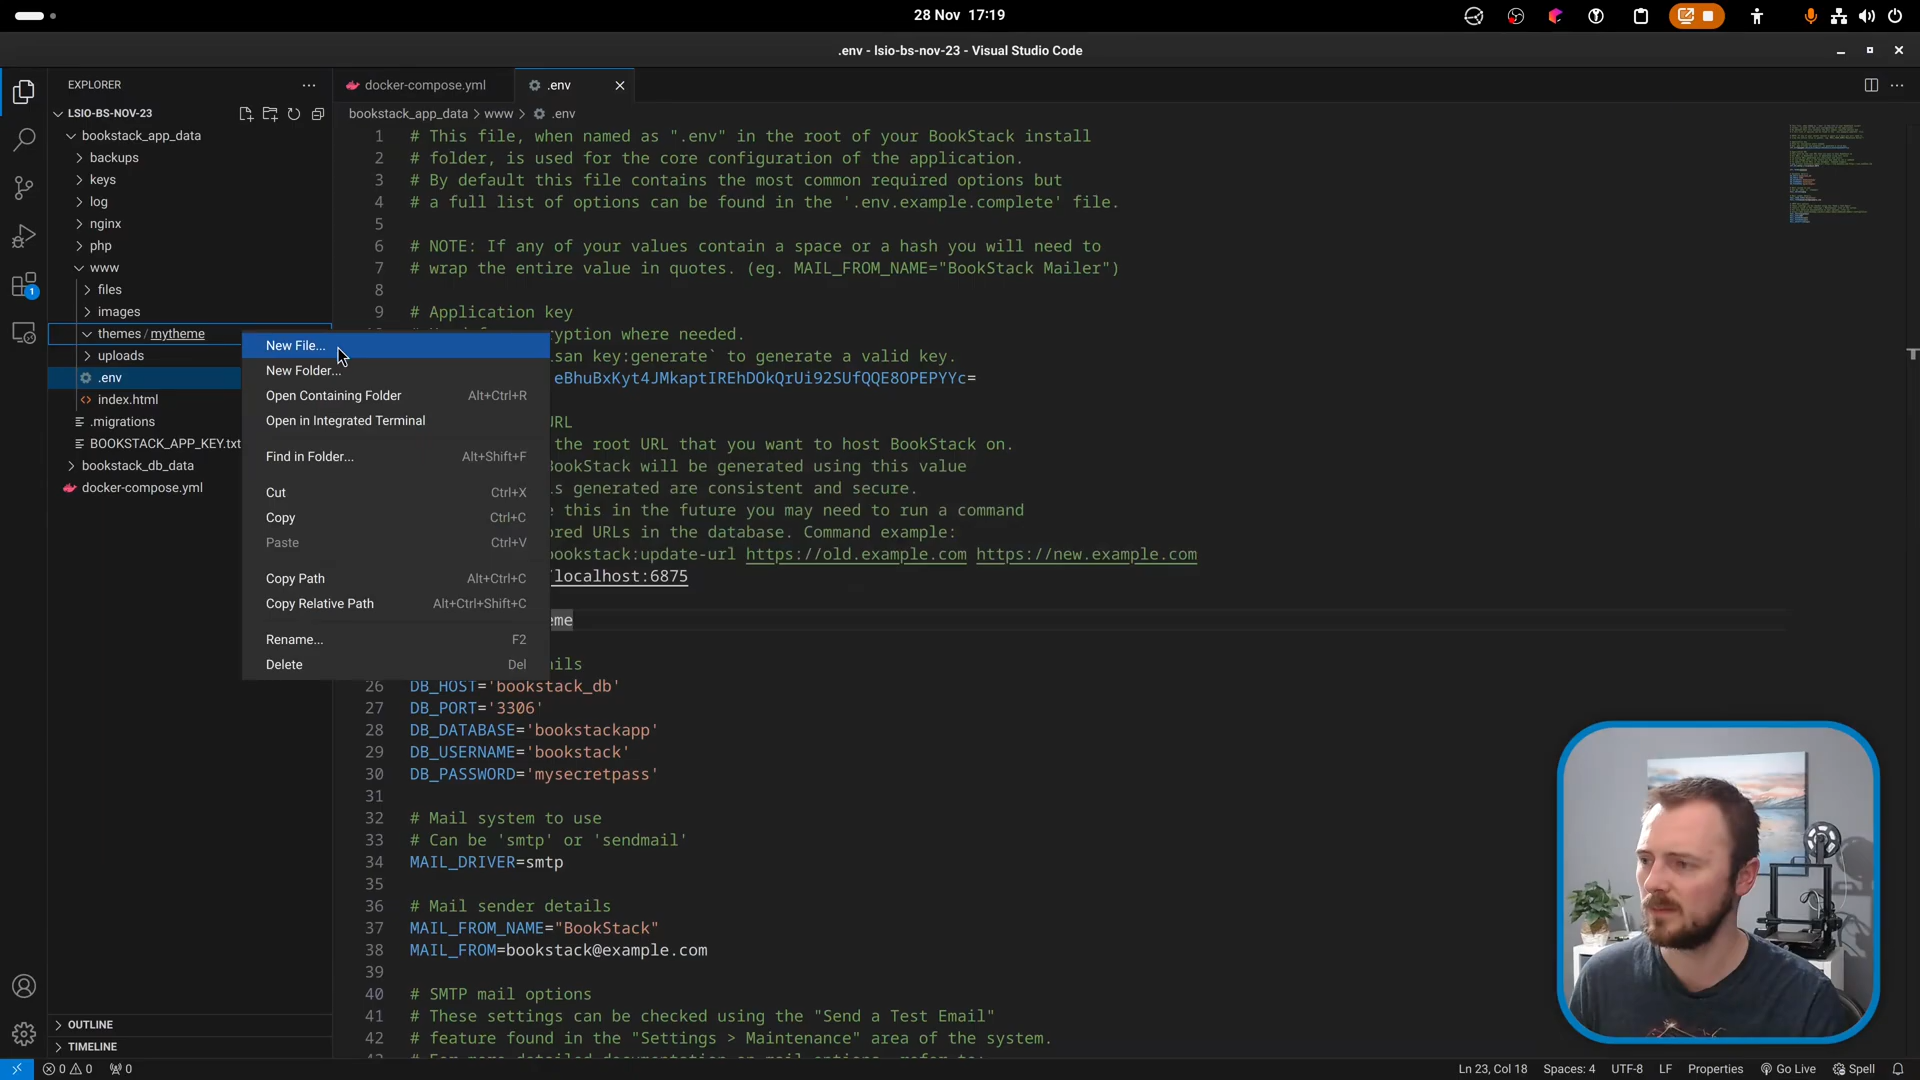 28 Nov 17:19
.env - lsio-bs-nov-23 - Visual Studio Code
EXPLORER
docker-compose.yml
.env
LSIO-BS-NOV-23
bookstack_app_data > www > .env
bookstack_app_data
backups
keys
log
nginx
php
www
files
images
themes / mytheme
uploads
.env
index.html
.migrations
BOOKSTACK_APP_KEY.txt
bookstack_db_data
docker-compose.yml
OUTLINE
TIMELINE
1
New File...
New Folder...
Open Containing Folder Alt+Ctrl+R
Open in Integrated Terminal
Find in Folder... Alt+Shift+F
Cut Ctrl+X
Copy Ctrl+C
Paste Ctrl+V
Copy Path Alt+Ctrl+C
Copy Relative Path Alt+Ctrl+Shift+C
Rename... F2
Delete Del
1 # This file, when named as ".env" in the root of your BookStack install
2 # folder, is used for the core configuration of the application.
3 # By default this file contains the most common required options but
4 # a full list of options can be found in the '.env.example.complete' file.
5
6 # NOTE: If any of your values contain a space or a hash you will need to
7 # wrap the entire value in quotes. (eg. MAIL_FROM_NAME="BookStack Mailer")
8
9 # Application key
yption where needed.
san key:generate` to generate a valid key.
eBhuBxKyt4JMkaptIREhDOkQrUi92SUfQQE8OPEPYYc=
URL
the root URL that you want to host BookStack on.
BookStack will be generated using this value
s generated are consistent and secure.
e this in the future you may need to run a command
ored URLs in the database. Command example:
bookstack:update-url https://old.example.com https://new.example.com
/localhost:6875
eme
ils
26 DB_HOST='bookstack_db'
27 DB_PORT='3306'
28 DB_DATABASE='bookstackapp'
29 DB_USERNAME='bookstack'
30 DB_PASSWORD='mysecretpass'
31
32 # Mail system to use
33 # Can be 'smtp' or 'sendmail'
34 MAIL_DRIVER=smtp
35
36 # Mail sender details
37 MAIL_FROM_NAME="BookStack"
38 MAIL_FROM=bookstack@example.com
39
40 # SMTP mail options
41 # These settings can be checked using the "Send a Test Email"
42 # feature found in the "Settings > Maintenance" area of the system.
0 0 0
Ln 23, Col 18 Spaces: 4 UTF-8 LF Properties Go Live Spell